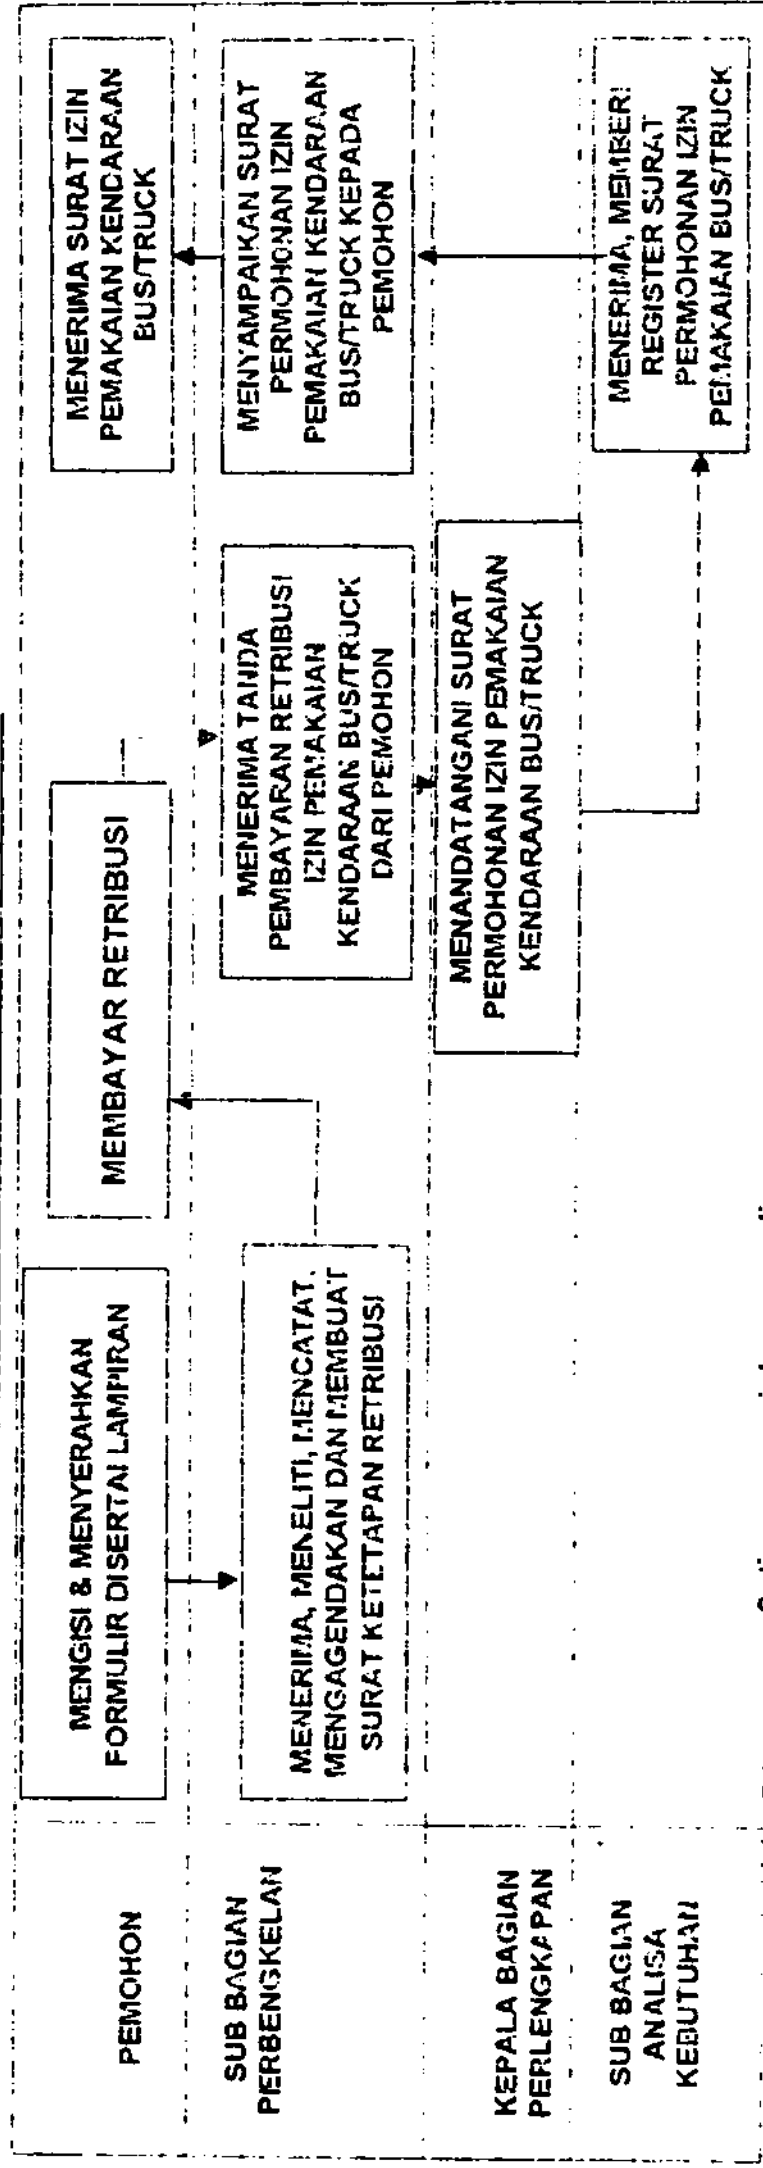 PEMOHON
MENGISI & MENYERAHKAN
FORMULIR DISERTAI LAMPIRAN
MEMBAYAR RETRIBUSI
MENERIMA SURAT IZIN
PEMAKAIAN KENDARAAN
BUS/TRUCK
SUB BAGIAN
PERBENGKELAN
MENERIMA, MENELITI, MENCATAT,
MENGAGENDAKAN DAN MEMBUAT
SURAT KETETAPAN RETRIBUSI
MENERIMA TANDA
PEMBAYARAN RETRIBUSI
IZIN PEMAKAIAN
KENDARAAN BUS/TRUCK
DARI PEMOHON
MENYAMPAIKAN SURAT
PERMOHONAN IZIN
PEMAKAIAN KENDARAAN
BUS/TRUCK KEPADA
PEMOHON
KEPALA BAGIAN
PERLENGKAPAN
MENANDATANGANI SURAT
PERMOHONAN IZIN PEMAKAIAN
KENDARAAN BUS/TRUCK
SUB BAGIAN
ANALISA
KEBUTUHAN
MENERIMA, MEMBERI
REGISTER SURAT
PERMOHONAN IZIN
PEMAKAIAN BUS/TRUCK